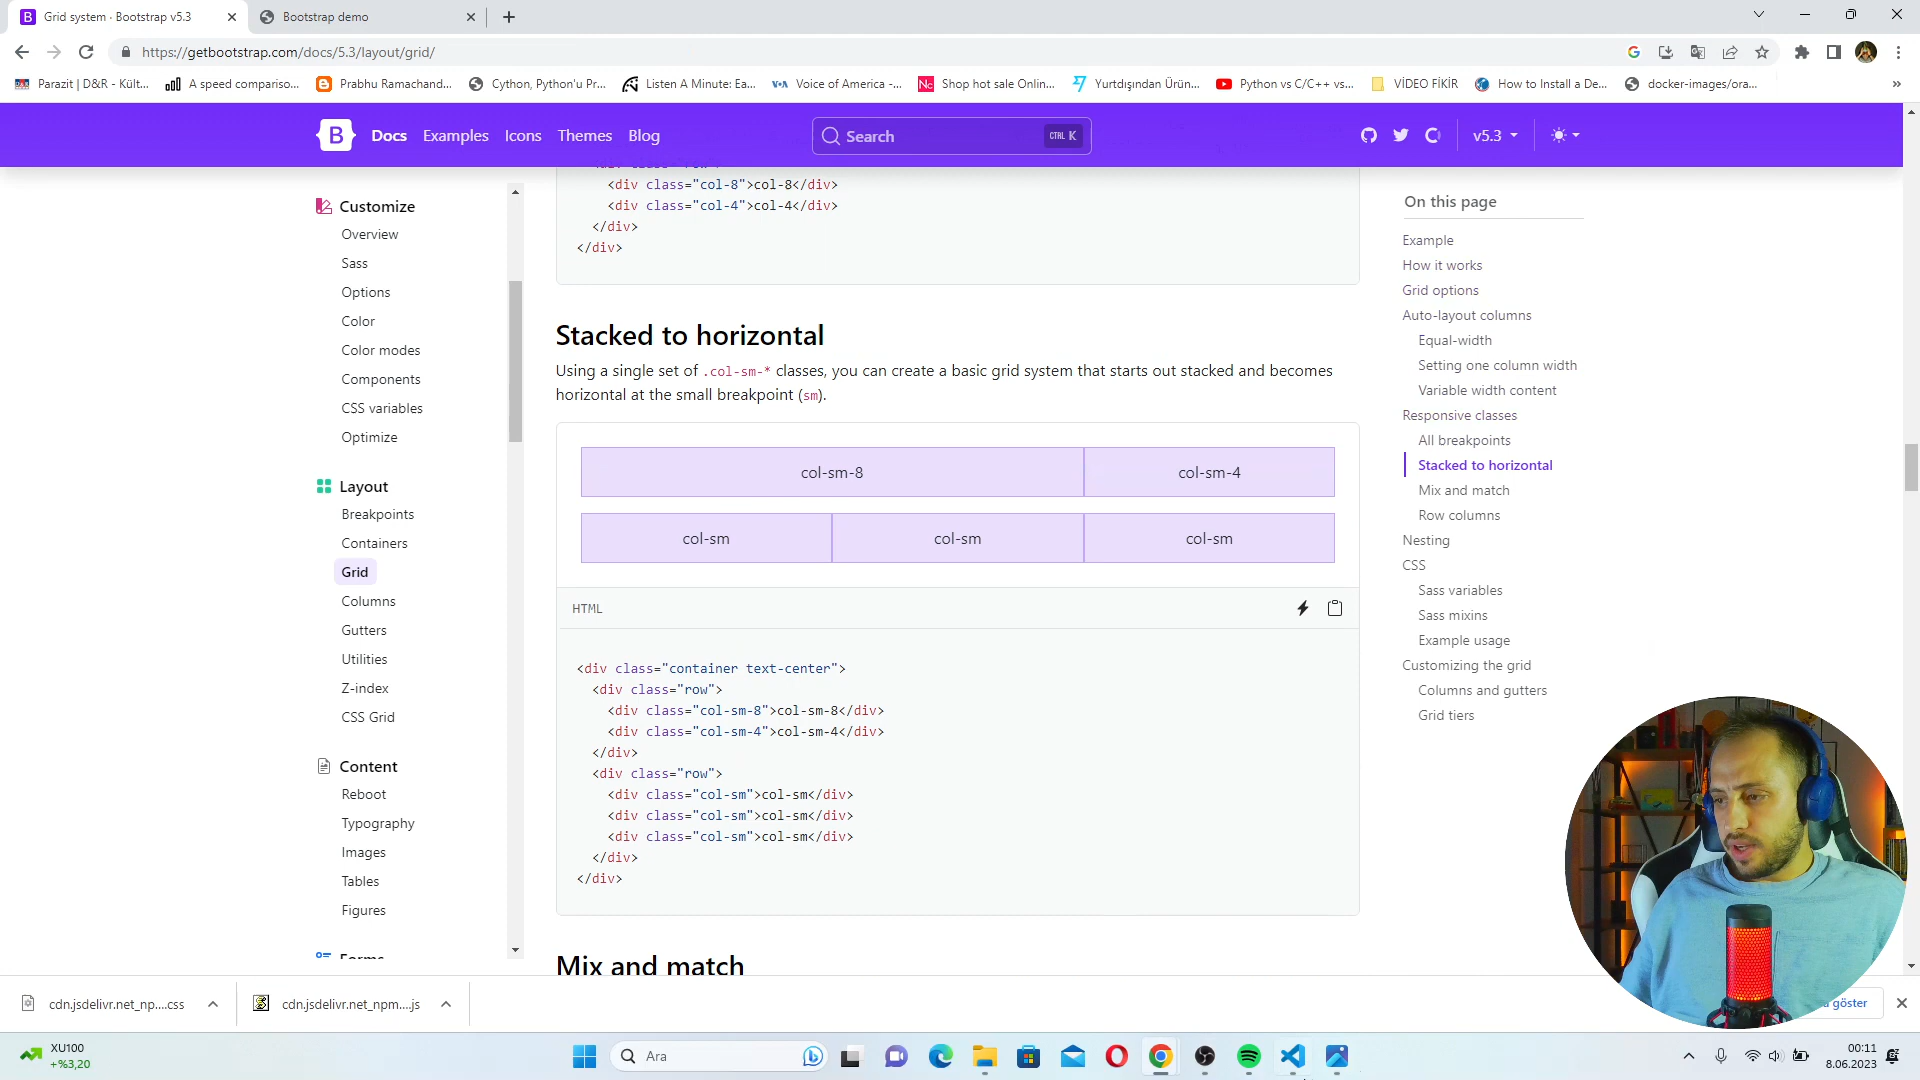 Grid system · Bootstrap v5.3
Bootstrap demo
https://getbootstrap.com/docs/5.3/layout/grid/
Parazit | D&R - Kült...
A speed compariso...
Prabhu Ramachand...
Cython, Python'u Pr...
Listen A Minute: Ea...
VOA Voice of America -...
Nc Shop hot sale Onlin...
Yurtdışından Ürün...
Python vs C/C++ vs...
VİDEO FİKİR
How to Install a De...
docker-images/ora...
»
B Docs Examples Icons Themes Blog
Search CTRL K
v5.3
Customize
Overview
Sass
Options
Color
Color modes
Components
CSS variables
Optimize
Layout
Breakpoints
Containers
Grid
Columns
Gutters
Utilities
Z-index
CSS Grid
Content
Reboot
Typography
Images
Tables
Figures
Forms
<div class="col-8">col-8</div>
<div class="col-4">col-4</div>
</div>
</div>
Stacked to horizontal
Using a single set of .col-sm-* classes, you can create a basic grid system that starts out stacked and becomes
horizontal at the small breakpoint (sm).
col-sm-8 col-sm-4
col-sm col-sm col-sm
HTML
<div class="container text-center">
<div class="row">
<div class="col-sm-8">col-sm-8</div>
<div class="col-sm-4">col-sm-4</div>
</div>
<div class="row">
<div class="col-sm">col-sm</div>
<div class="col-sm">col-sm</div>
<div class="col-sm">col-sm</div>
</div>
</div>
Mix and match
On this page
Example
How it works
Grid options
Auto-layout columns
Equal-width
Setting one column width
Variable width content
Responsive classes
All breakpoints
Stacked to horizontal
Mix and match
Row columns
Nesting
CSS
Sass variables
Sass mixins
Example usage
Customizing the grid
Columns and gutters
Grid tiers
cdn.jsdelivr.net_np....css
cdn.jsdelivr.net_npm....js
göster
XU100
+%3,20
Ara
00:11
8.06.2023